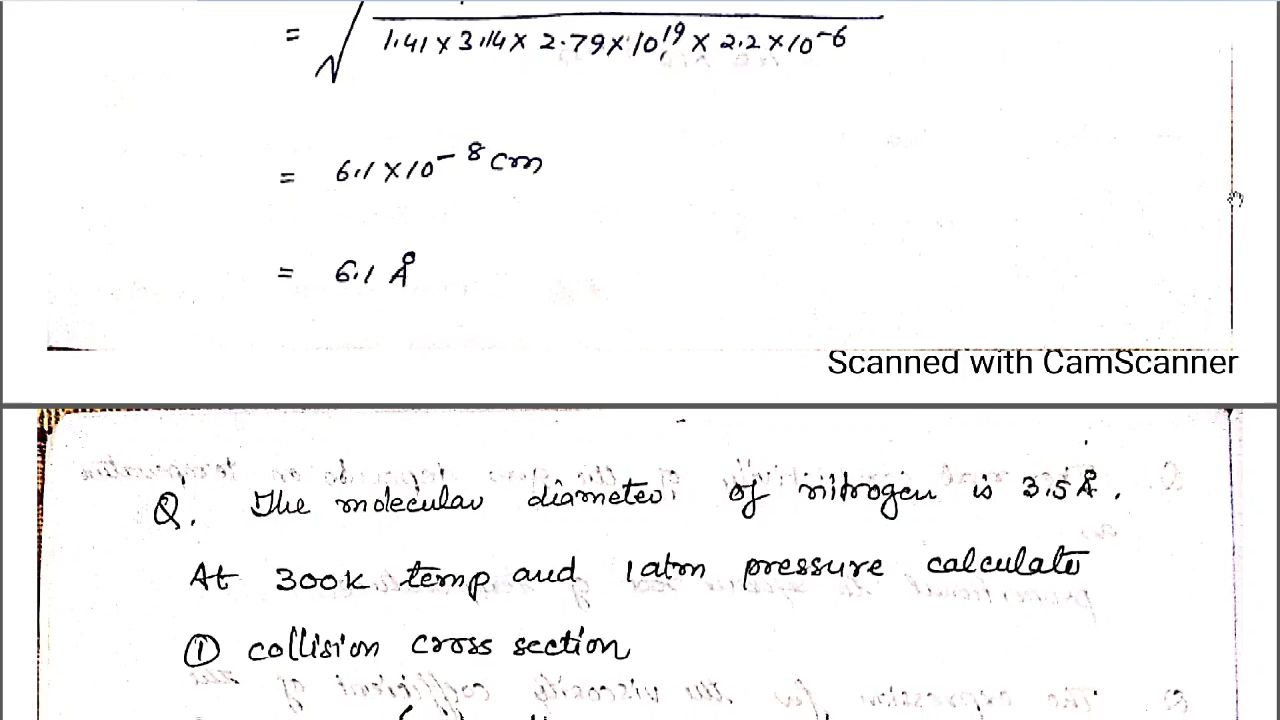 = √ 1.41 × 3.14 × 2.79 × 10^19 × 2.2 × 10^-6
= 6.1 × 10^-8 cm
= 6.1 Å
Scanned with CamScanner
Q. The molecular diameter of nitrogen is 3.5 Å.
At 300K temp and 1 atm pressure calculate
① collision cross section